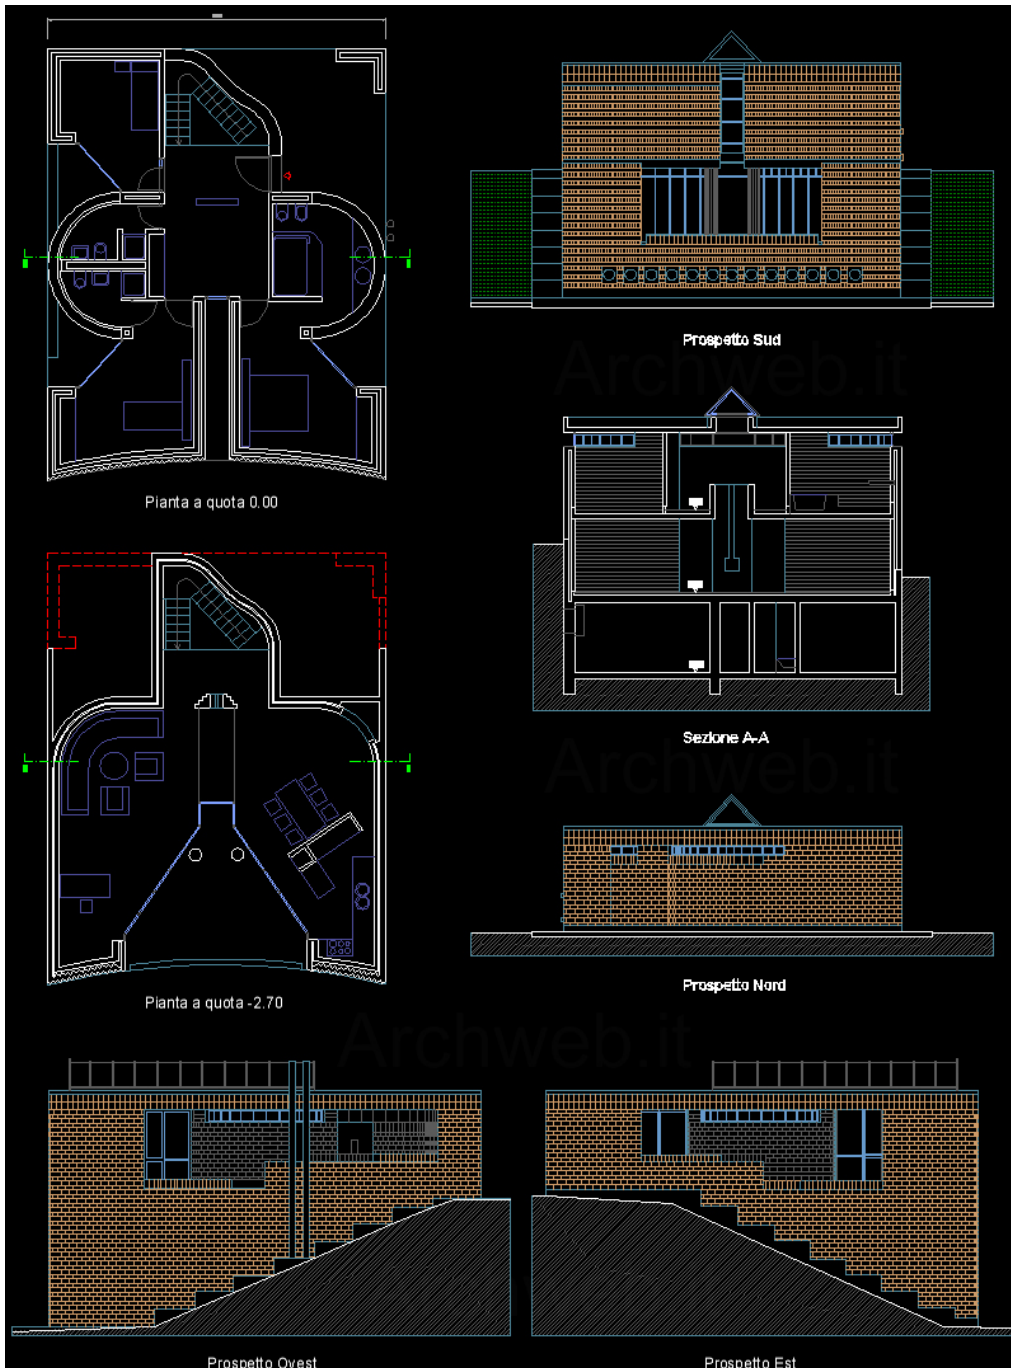 Prospetto Sud
Archweb.it
Pianta a quota 0.00
Sezione A-A
Archweb.it
Prospetto Nord
Pianta a quota -2.70
Archweb.it
Prospetto Ovest
Prospetto Est